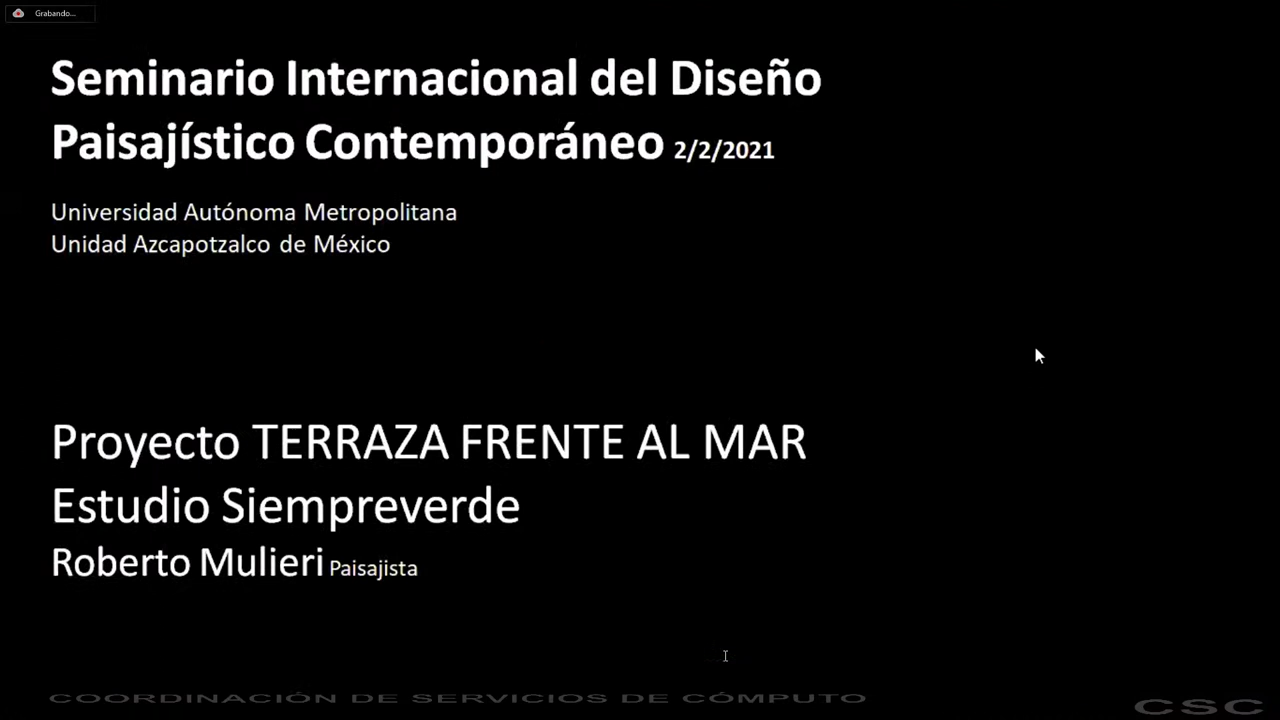 Grabando...
Seminario Internacional del Diseño
Paisajístico Contemporáneo 2/2/2021
Universidad Autónoma Metropolitana
Unidad Azcapotzalco de México
Proyecto TERRAZA FRENTE AL MAR
Estudio Siempreverde
Roberto Mulieri Paisajista
COORDINACIÓN DE SERVICIOS DE CÓMPUTO
CSC